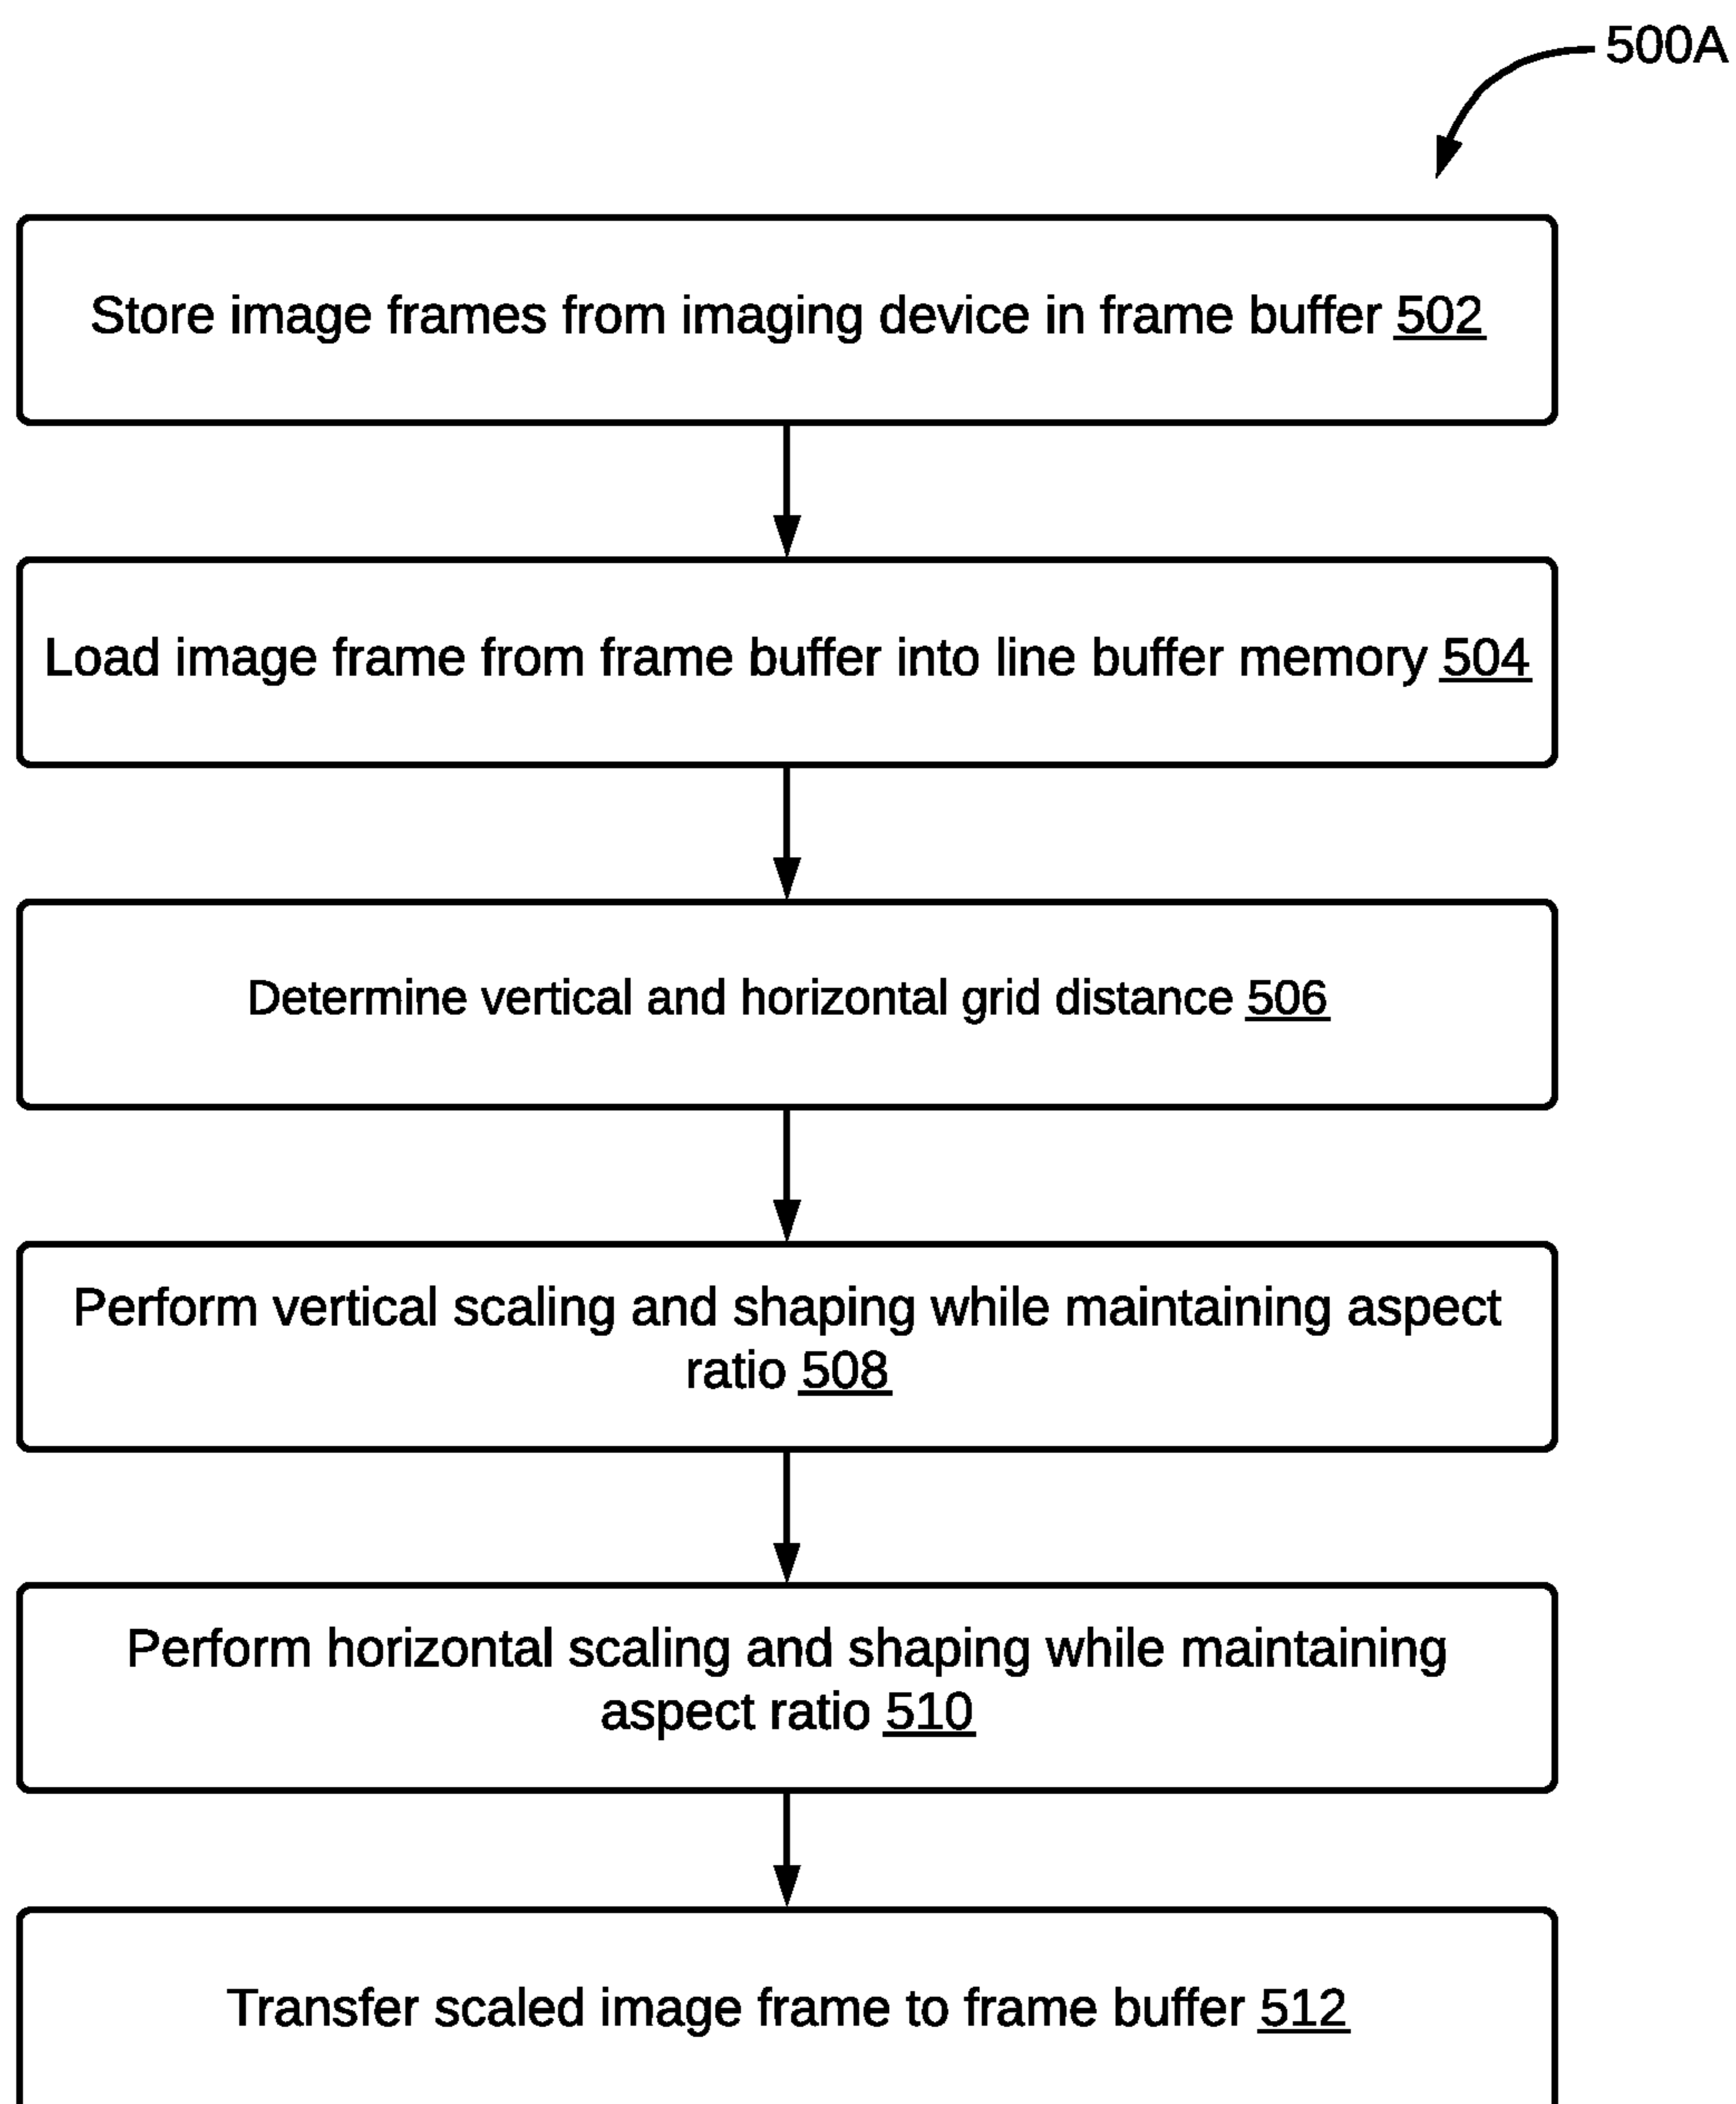 500A
Store image frames from imaging device in frame buffer 502
Load image frame from frame buffer into line buffer memory 504
Determine vertical and horizontal grid distance 506
Perform vertical scaling and shaping while maintaining aspect
ratio 508
Perform horizontal scaling and shaping while maintaining
aspect ratio 510
Transfer scaled image frame to frame buffer 512